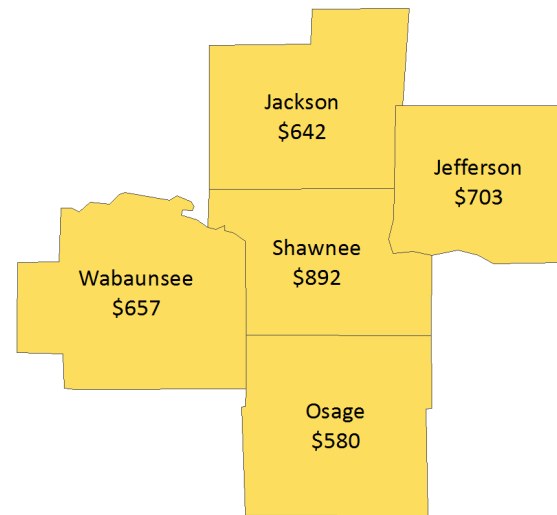 Jackson
$642
Jefferson
$703
Shawnee
$892
Wabaunsee
$657
Osage
$580